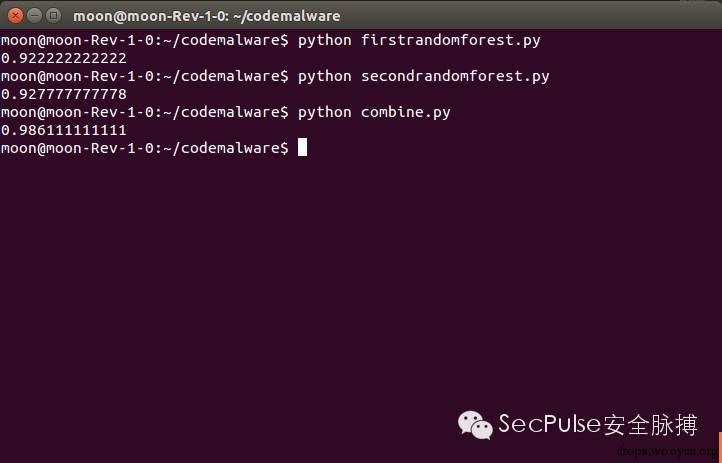 moon@moon-Rev-1-0: ~/codemalware
moon@moon-Rev-1-0:~/codemalware$ python firstrandomforest.py
0.922222222222
moon@moon-Rev-1-0:~/codemalware$ python secondrandomforest.py
0.927777777778
moon@moon-Rev-1-0:~/codemalware$ python combine.py
0.986111111111
moon@moon-Rev-1-0:~/codemalware$
SecPulse安全脉搏
drops.wooyun.org